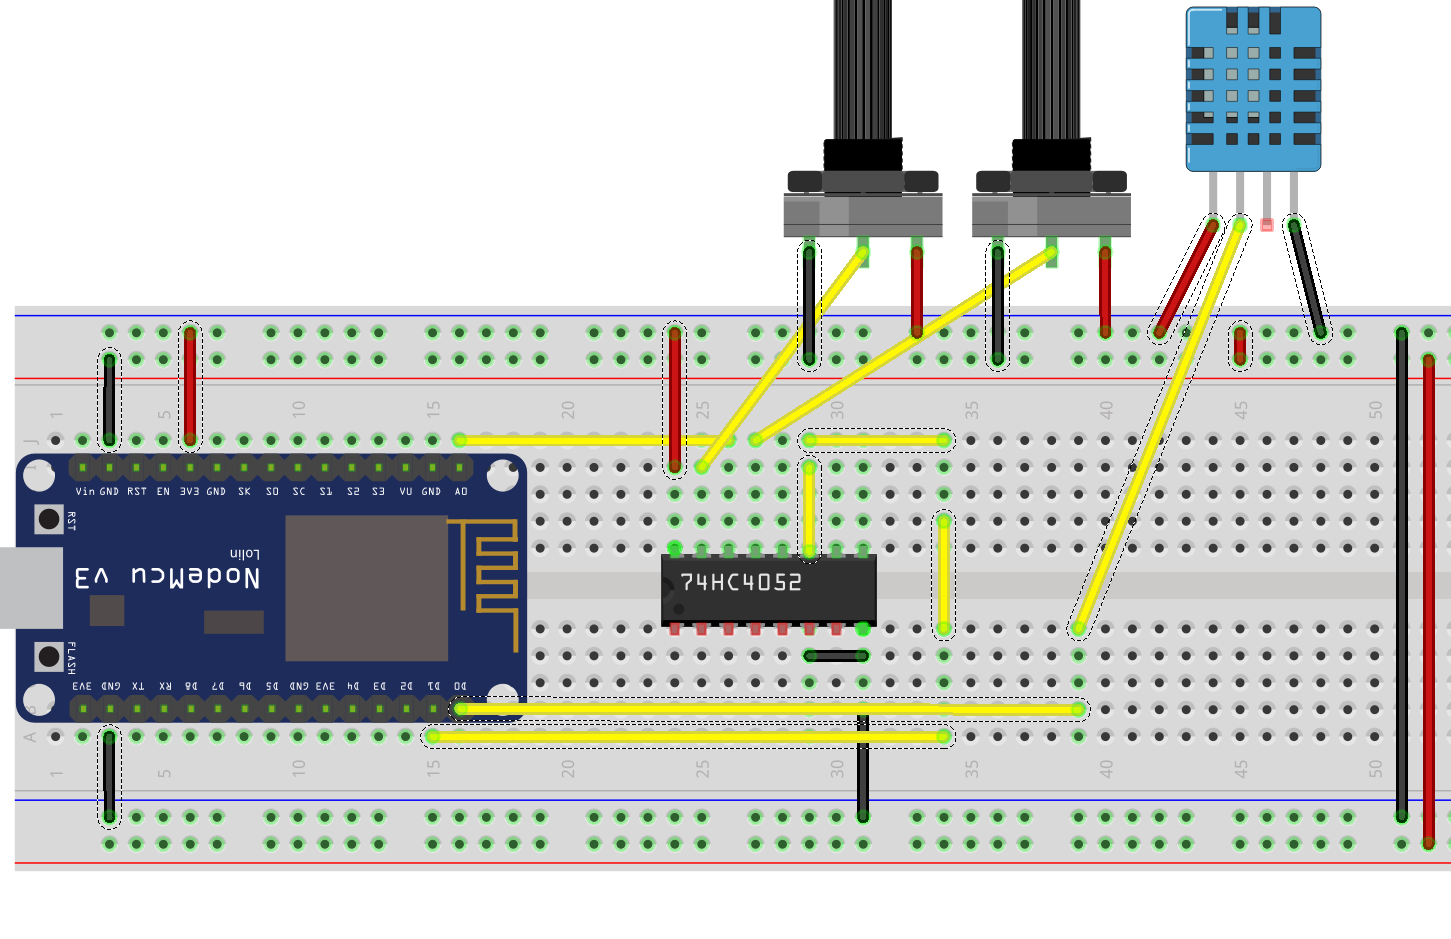 1 5 10 15 20 25 30 35 40 45 50
J
I
Vin GND RST EN 3V3 GND SK SO SC S1 S2 S3 VU GND AO
RST
Lolin
NodeMcu v3
74HC4052
FLASH
3V3 GND TX RX D8 D7 D6 D5 GND 3V3 D4 D3 D2 D1 D0
B
A
1 5 10 15 20 25 30 35 40 45 50